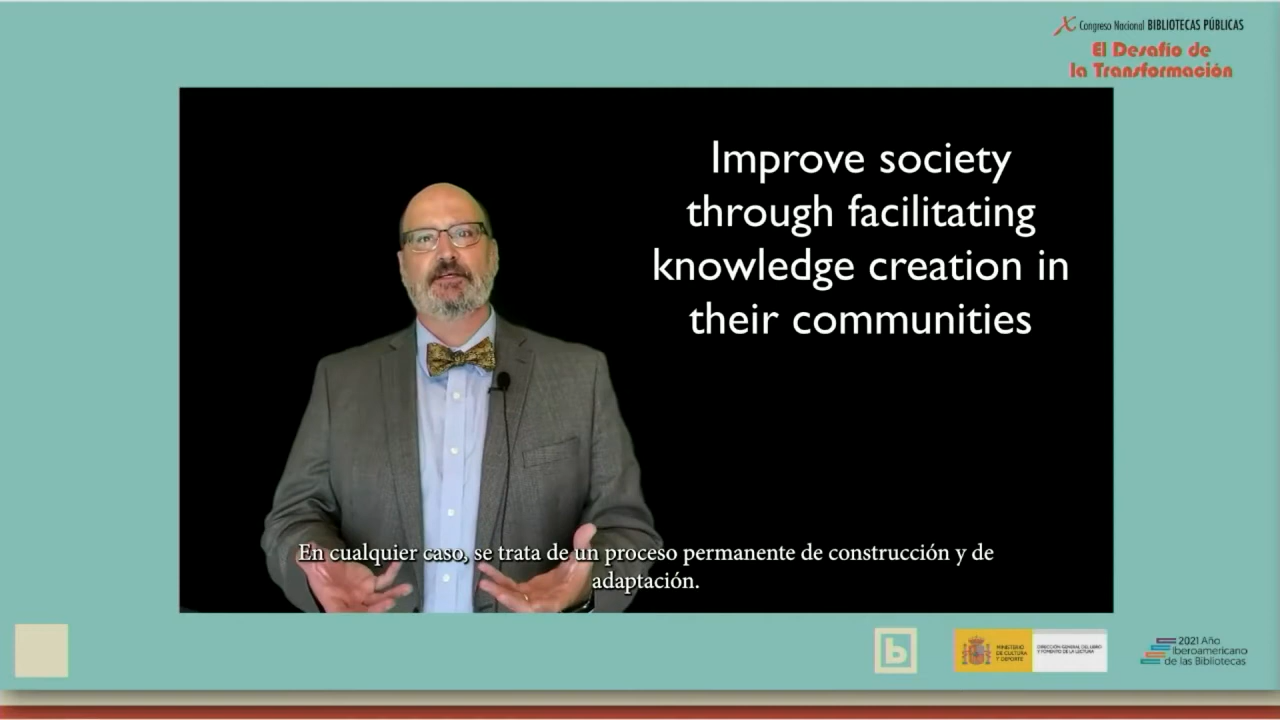 X Congreso Nacional BIBLIOTECAS PÚBLICAS
El Desafío de
la Transformación
Improve society
through facilitating
knowledge creation in
their communities
En cualquier caso, se trata de un proceso permanente de construcción y de
adaptación.
b
MINISTERIO
DE CULTURA
Y DEPORTE
DIRECCIÓN GENERAL DEL LIBRO
Y FOMENTO DE LA LECTURA
2021 Año
Iberoamericano
de las Bibliotecas